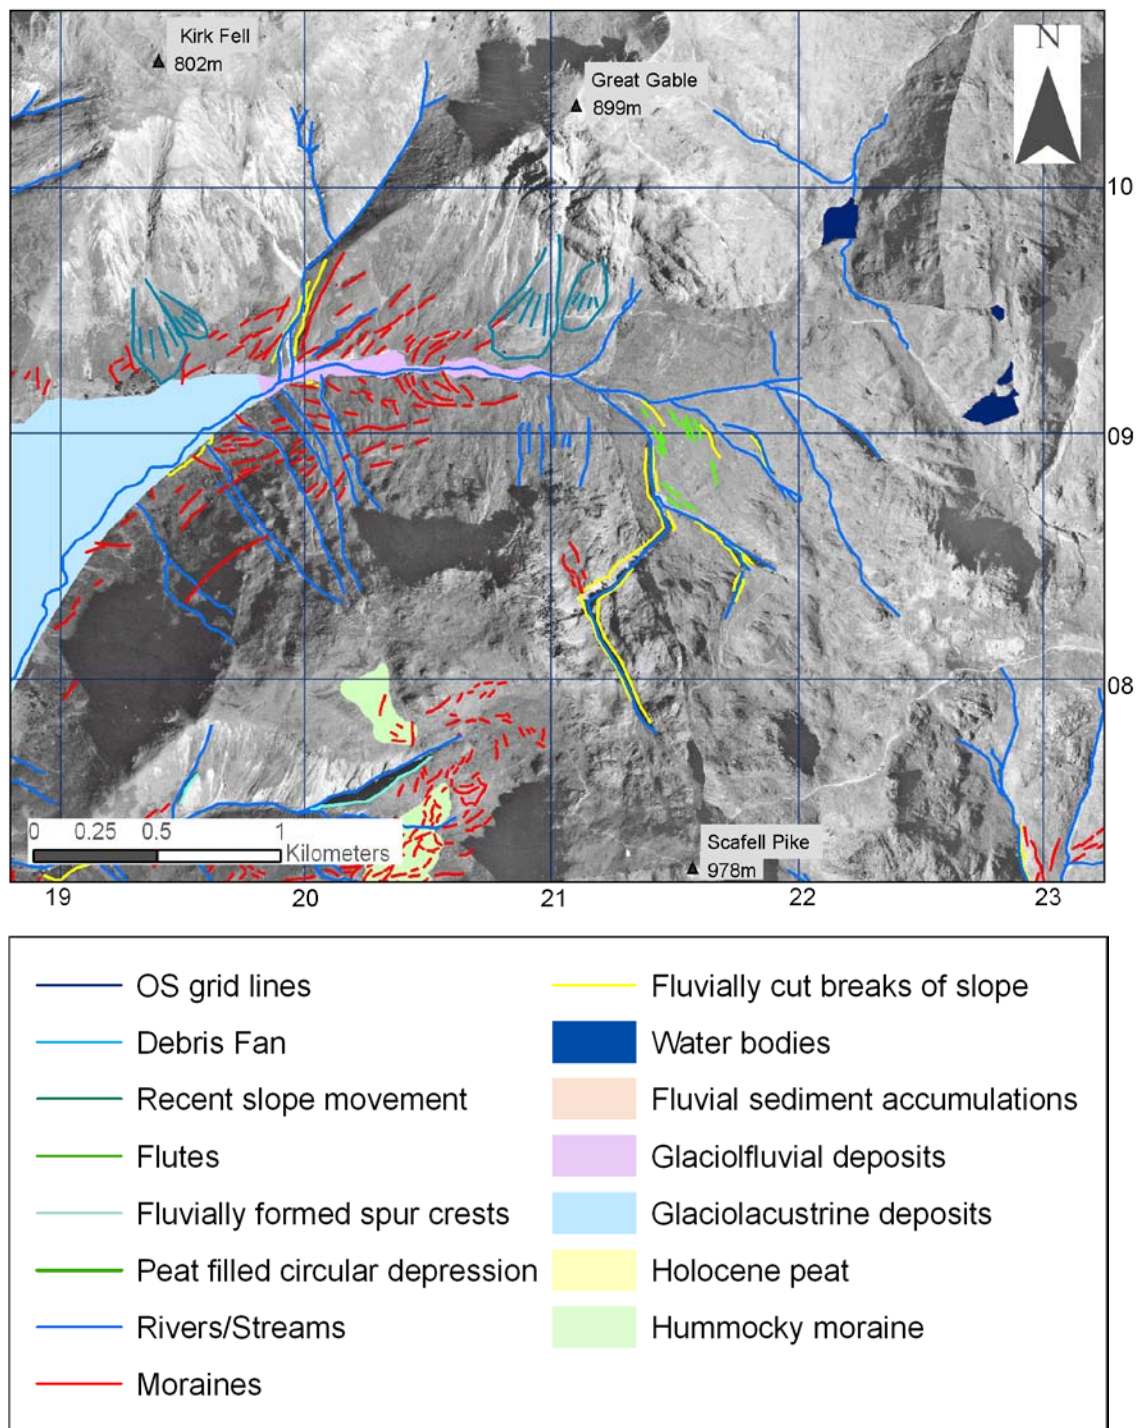 Kirk Fell
802m
Great Gable
899m
N
10
09
08
0 0.25 0.5 1
Kilometers
Scafell Pike
978m
19 20 21 22 23
OS grid lines
Debris Fan
Recent slope movement
Flutes
Fluvially formed spur crests
Peat filled circular depression
Rivers/Streams
Moraines
Fluvially cut breaks of slope
Water bodies
Fluvial sediment accumulations
Glaciolfluvial deposits
Glaciolacustrine deposits
Holocene peat
Hummocky moraine